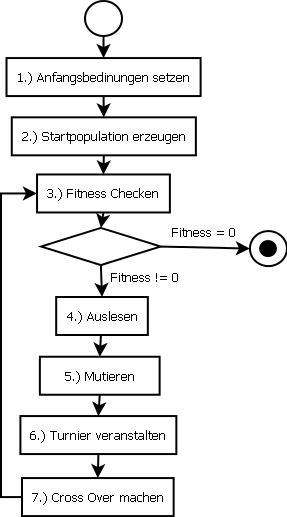 1.) Anfangsbedinungen setzen
2.) Startpopulation erzeugen
3.) Fitness Checken
Fitness = 0
Fitness != 0
4.) Auslesen
5.) Mutieren
6.) Turnier veranstalten
7.) Cross Over machen